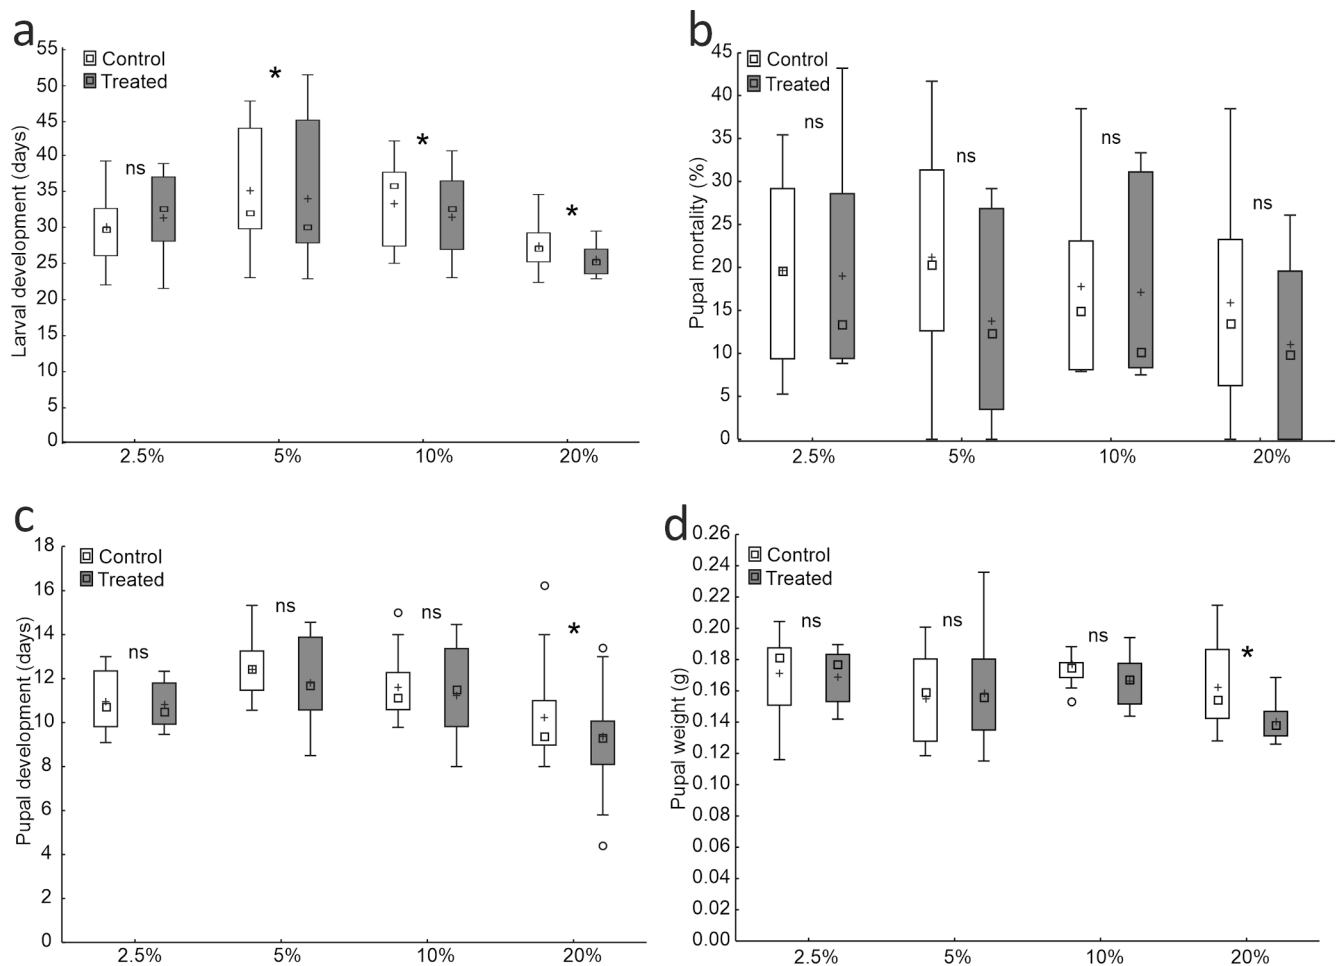 a
Larval development (days)
55
50
45
40
35
30
25
20
15
10
5
0
Control
Treated
ns
*
*
*
2.5%
5%
10%
20%
b
Pupal mortality (%)
45
40
35
30
25
20
15
10
5
0
Control
Treated
ns
ns
ns
ns
2.5%
5%
10%
20%
c
Pupal development (days)
18
16
14
12
10
8
6
4
2
0
Control
Treated
ns
ns
ns
*
2.5%
5%
10%
20%
d
Pupal weight (g)
0.26
0.24
0.22
0.20
0.18
0.16
0.14
0.12
0.10
0.08
0.06
0.04
0.02
0.00
Control
Treated
ns
ns
ns
*
2.5%
5%
10%
20%